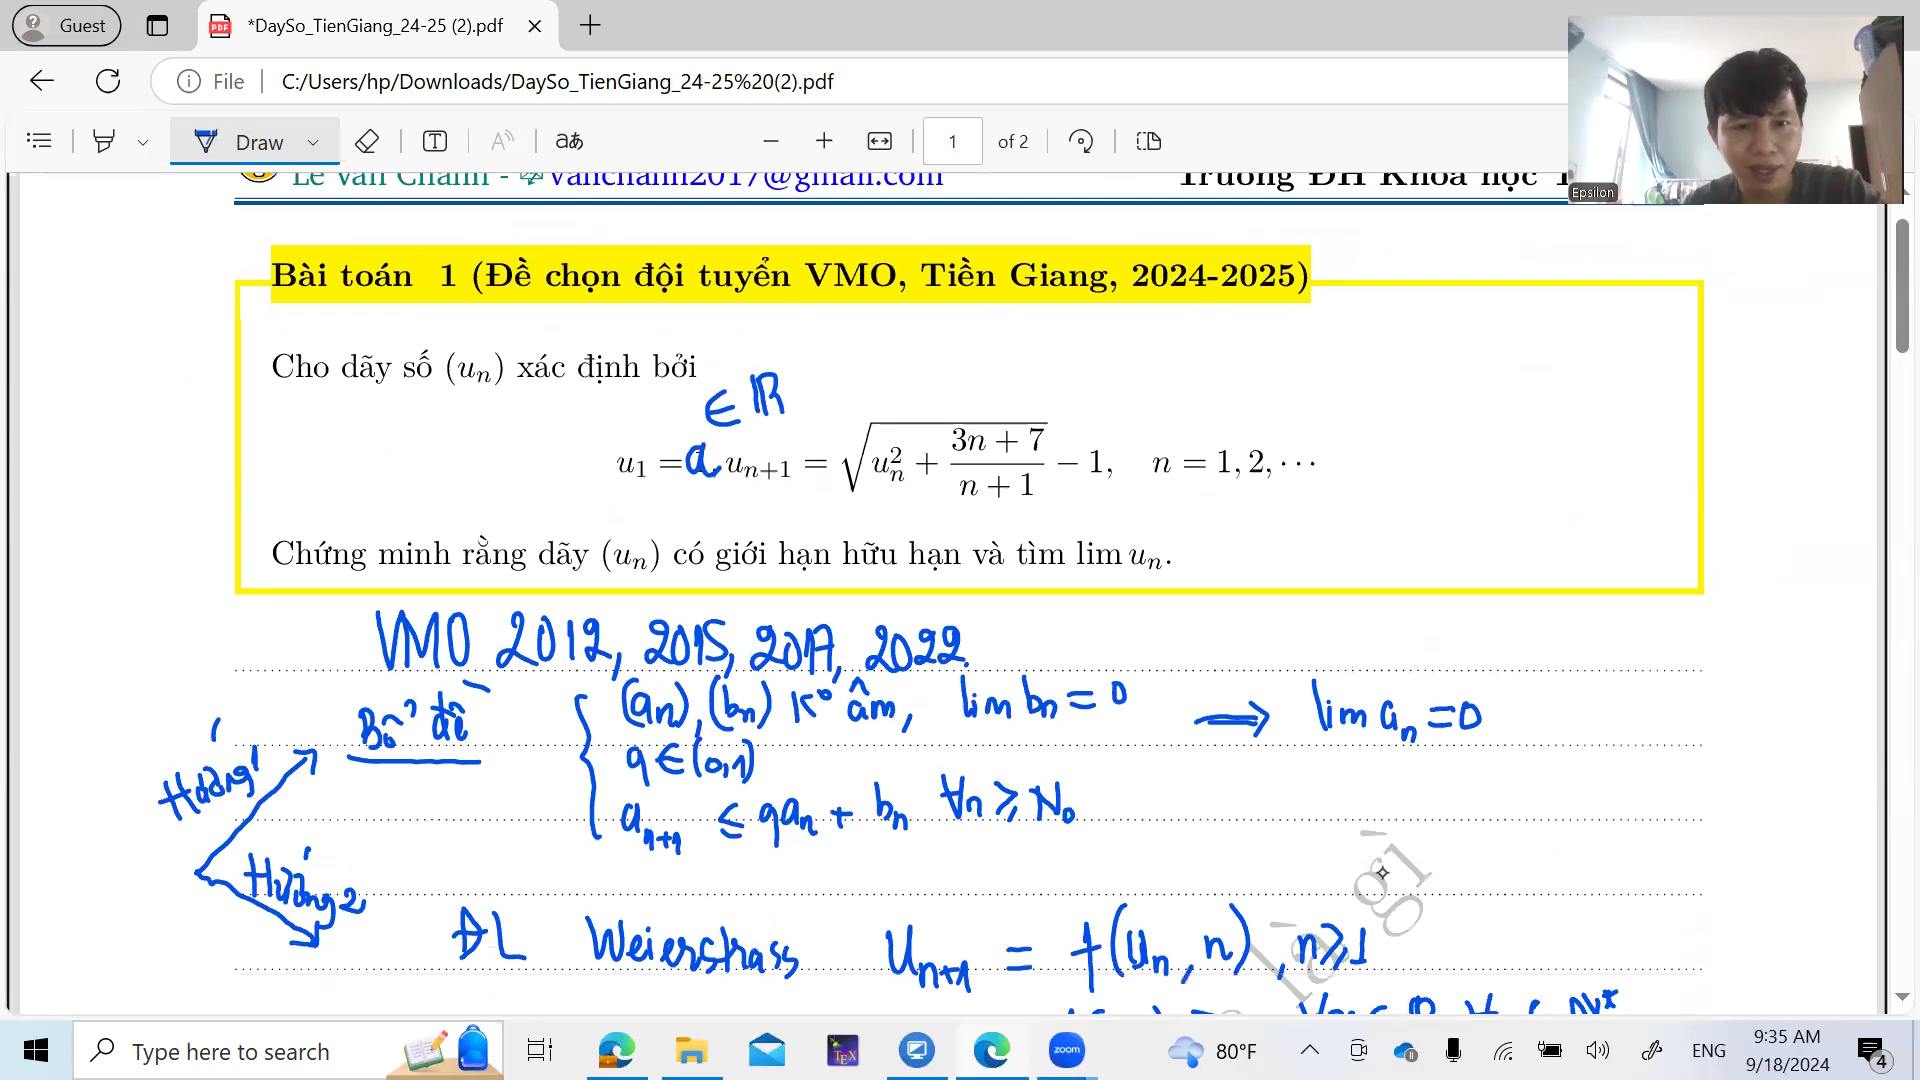 Guest
*DaySo_TienGiang_24-25 (2).pdf
File
C:/Users/hp/Downloads/DaySo_TienGiang_24-25%20(2).pdf
Draw
1 of 2
Epsilon
Bài toán 1 (Đề chọn đội tuyển VMO, Tiền Giang, 2024-2025)
Cho dãy số (uₙ) xác định bởi
∈ ℝ
u₁ = a, uₙ₊₁ = √(uₙ² + (3n + 7)/(n + 1)) − 1, n = 1, 2, ···
Chứng minh rằng dãy (uₙ) có giới hạn hữu hạn và tìm lim uₙ.
VMO 2012, 2015, 2017, 2022.
Bổ đề
(aₙ), (bₙ) K⁰ âm, lim bₙ = 0 → lim aₙ = 0
q ∈ (0,1)
aₙ₊₁ ≤ qaₙ + bₙ ∀n ≥ N₀
Hướng 1
Hướng 2
ĐL Weierstrass Uₙ₊₁ = f(uₙ, n), n ≥ 1
là gì
Type here to search
zoom
80°F
ENG
9:35 AM
9/18/2024
4